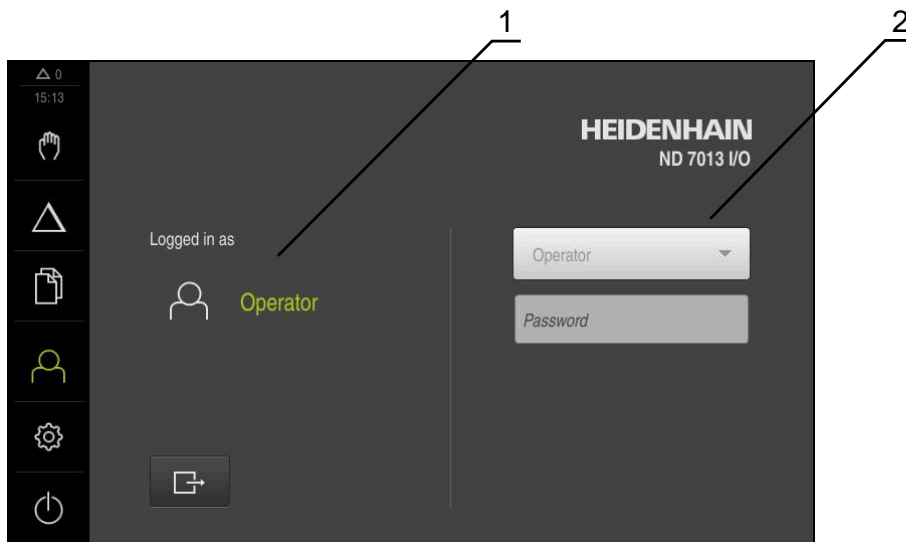 1
2
0
15:13
HEIDENHAIN
ND 7013 I/O
Logged in as
Operator
Operator
Password